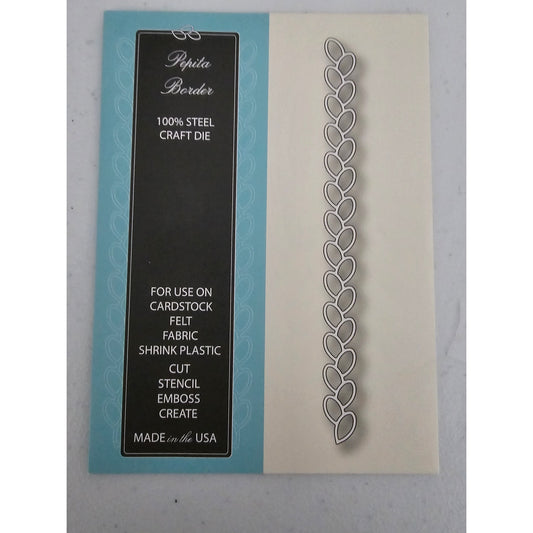 Pepita
Border
100% STEEL
CRAFT DIE
FOR USE ON
CARDSTOCK
FELT
FABRIC
SHRINK PLASTIC
CUT
STENCIL
EMBOSS
CREATE
MADE in the USA